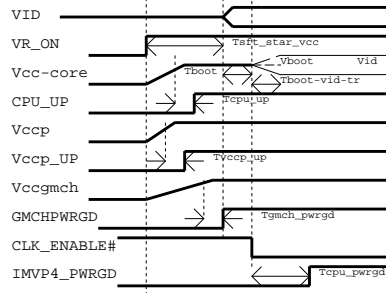 VID
VR_ON
Tsft_star_vcc
Vcc-core
Tboot
Vboot
Vid
Tboot-vid-tr
CPU_UP
Tcpu_up
Vccp
Vccp_UP
Tvccp_up
Vccgmch
GMCHPWRGD
Tgmch_pwrgd
CLK_ENABLE#
IMVP4_PWRGD
Tcpu_pwrgd